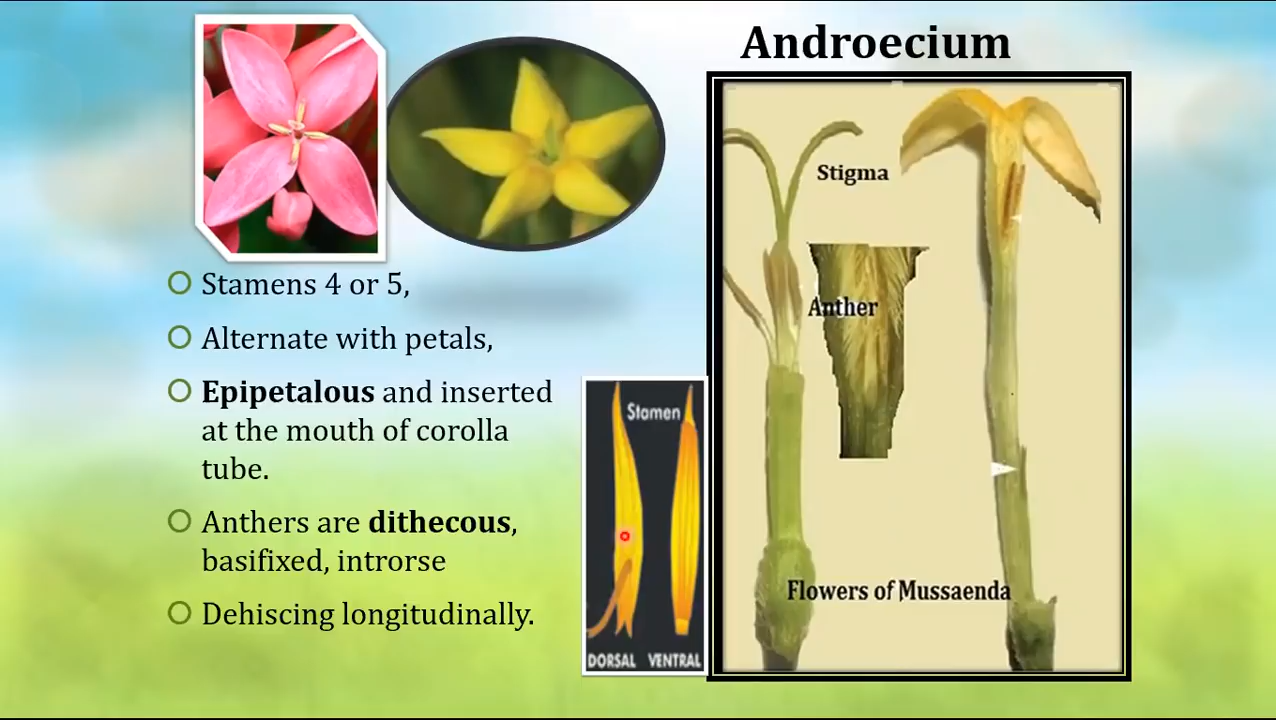 Androecium
Stamens 4 or 5,
Alternate with petals,
Epipetalous and inserted
at the mouth of corolla
tube.
Anthers are dithecous,
basifixed, introrse
Dehiscing longitudinally.
Stamen
DORSAL VENTRAL
Stigma
Anther
Flowers of Mussaenda